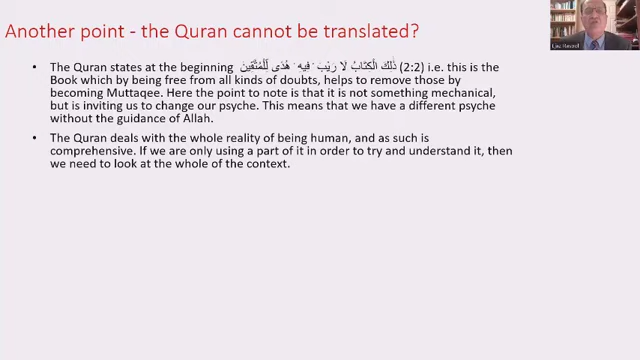 Another point - the Quran cannot be translated?
• The Quran states at the beginning ذَٰلِكَ الْكِتَابُ لَا رَيْبَ ۛ فِيهِ ۛ هُدًى لِّلْمُتَّقِينَ (2:2) i.e. this is the
Book which by being free from all kinds of doubts, helps to remove those by
becoming Muttaqee. Here the point to note is that it is not something mechanical,
but is inviting us to change our psyche. This means that we have a different psyche
without the guidance of Allah.
• The Quran deals with the whole reality of being human, and as such is
comprehensive. If we are only using a part of it in order to try and understand it, then
we need to look at the whole of the context.